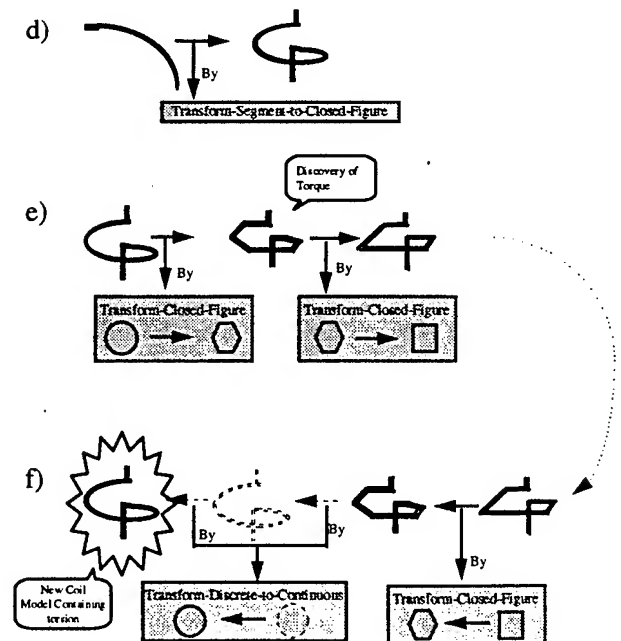 d)
By
Transform-Segment-to-Closed-Figure
Discovery of
Torque
e)
By
By
Transform-Closed-Figure
Transform-Closed-Figure
f)
By
By
By
New Coil
Model Containing
torsion
Transform-Discrete-to-Continuous
Transform-Closed-Figure